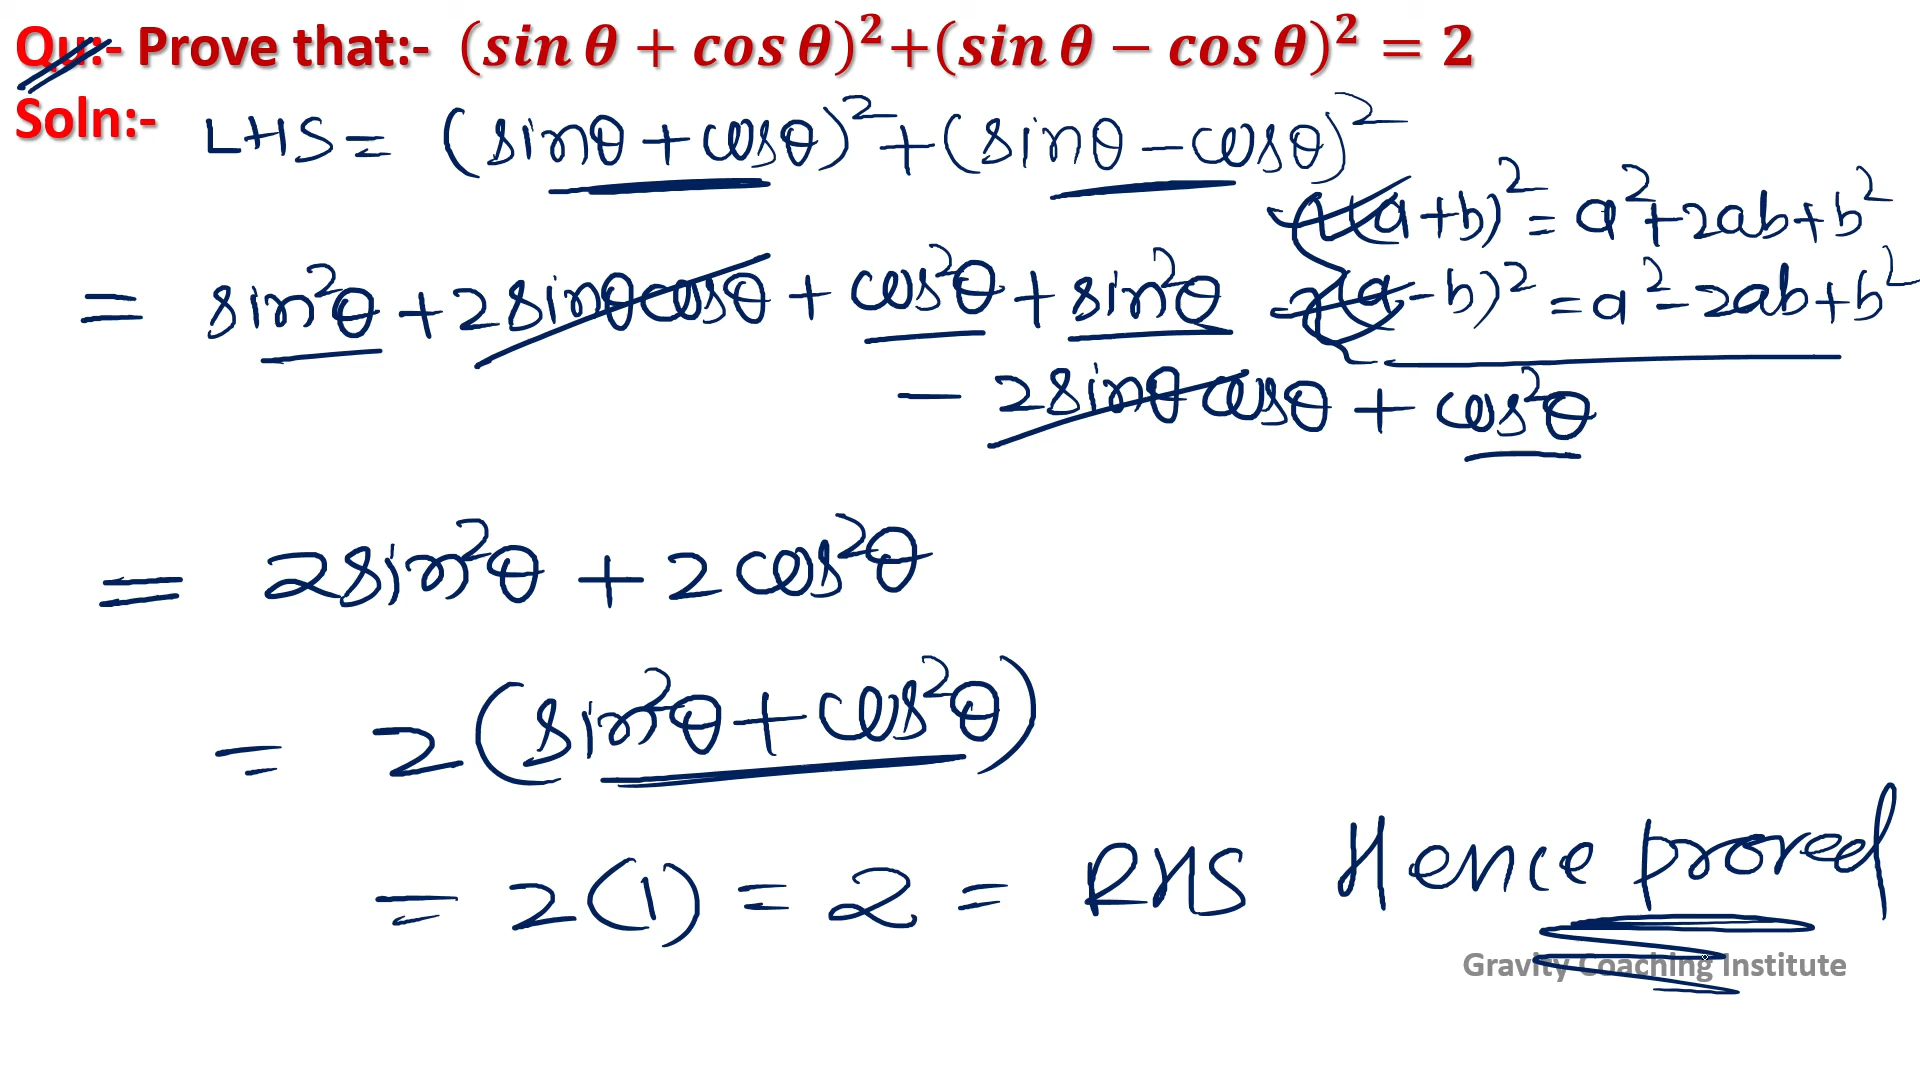 Qu:- Prove that:- (sin θ + cos θ)²+(sin θ − cos θ)² = 2
Soln:- LHS = (sinθ + cosθ)² + (sinθ − cosθ)²
(a+b)² = a²+2ab+b²
= sin²θ + 2sinθcosθ + cos²θ + sin²θ
(a-b)² = a²-2ab+b²
− 2sinθcosθ + cos²θ
= 2sin²θ + 2cos²θ
= 2(sin²θ + cos²θ)
= 2(1) = 2 = RHS Hence proved
Gravity Coaching Institute